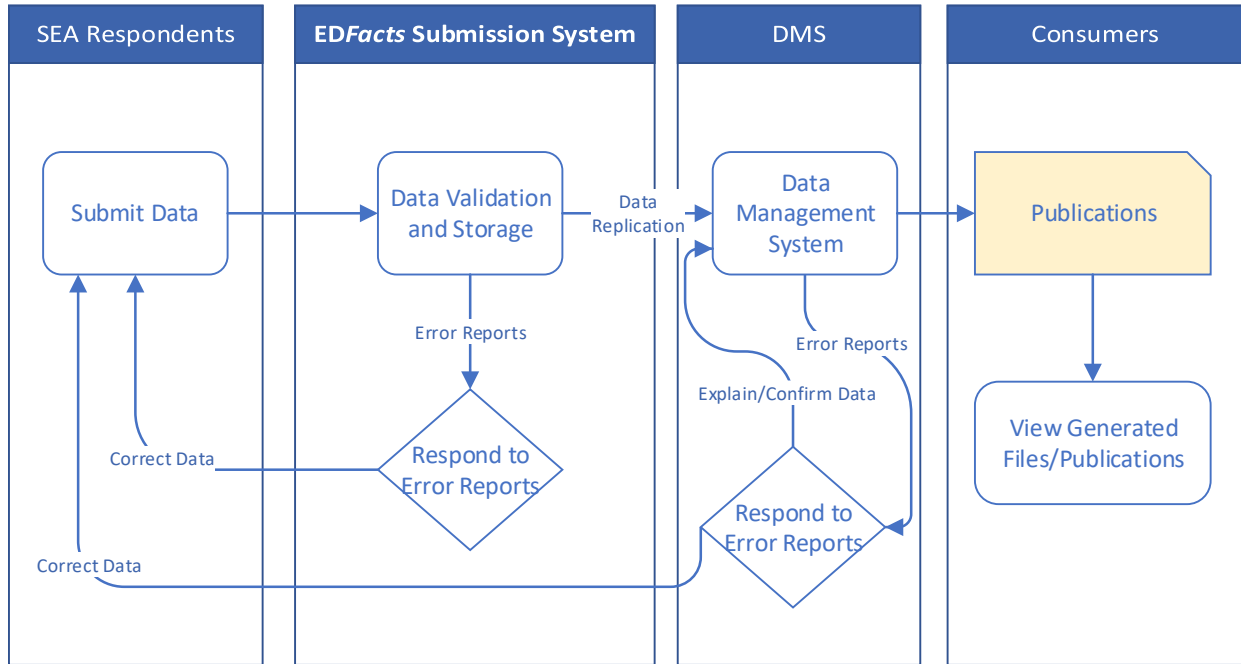 SEA Respondents
EDFacts Submission System
DMS
Consumers
Submit Data
Data Validation
and Storage
Data
Replication
Data
Management
System
Publications
Error Reports
Error Reports
Explain/Confirm Data
View Generated
Files/Publications
Correct Data
Respond to
Error Reports
Respond to
Error Reports
Correct Data